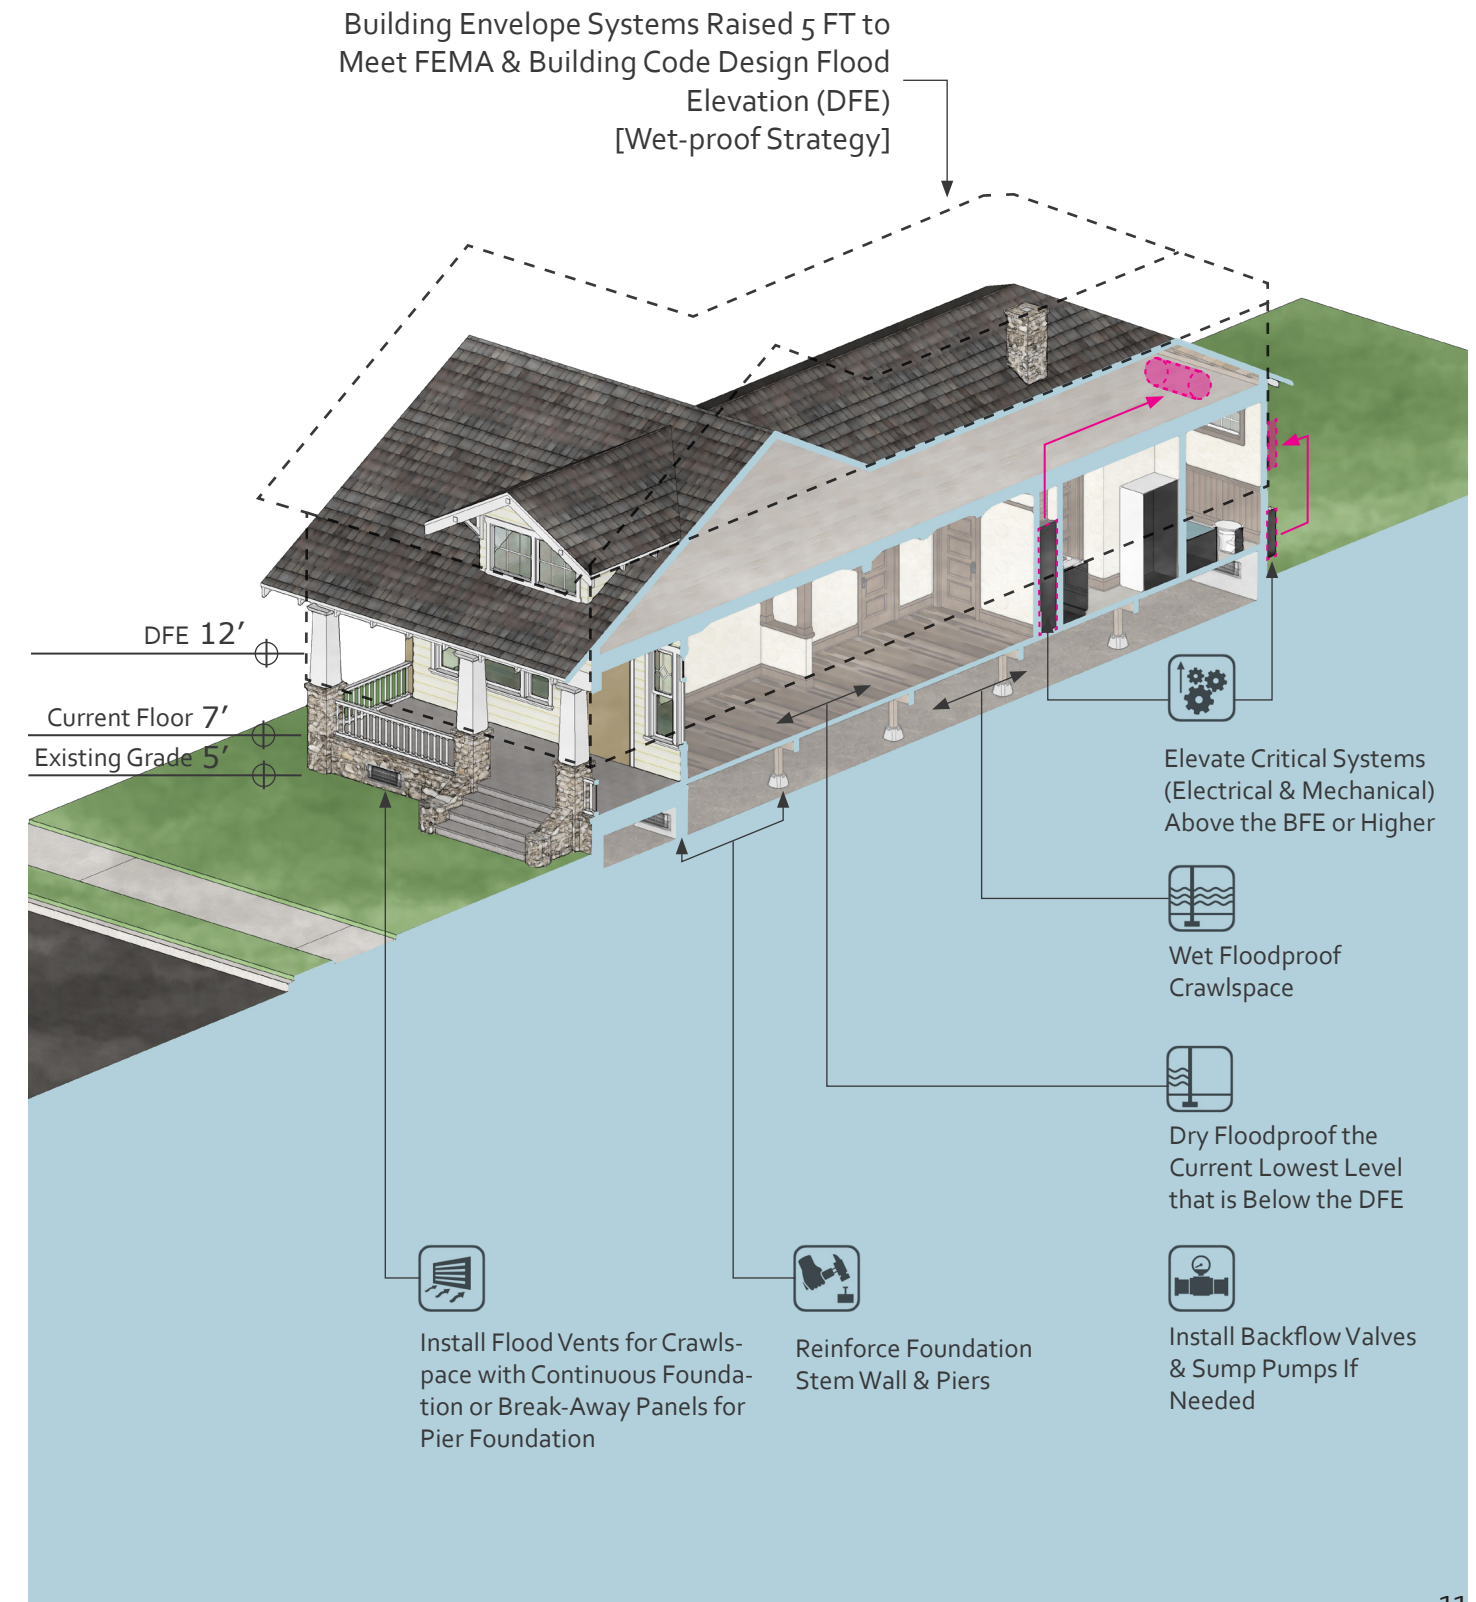 Building Envelope Systems Raised 5 FT to
Meet FEMA & Building Code Design Flood
Elevation (DFE)
[Wet-proof Strategy]
DFE 12′
Current Floor 7′
Existing Grade 5′
Elevate Critical Systems
(Electrical & Mechanical)
Above the BFE or Higher
Wet Floodproof
Crawlspace
Dry Floodproof the
Current Lowest Level
that is Below the DFE
Install Flood Vents for Crawls-
pace with Continuous Founda-
tion or Break-Away Panels for
Pier Foundation
Reinforce Foundation
Stem Wall & Piers
Install Backflow Valves
& Sump Pumps If
Needed